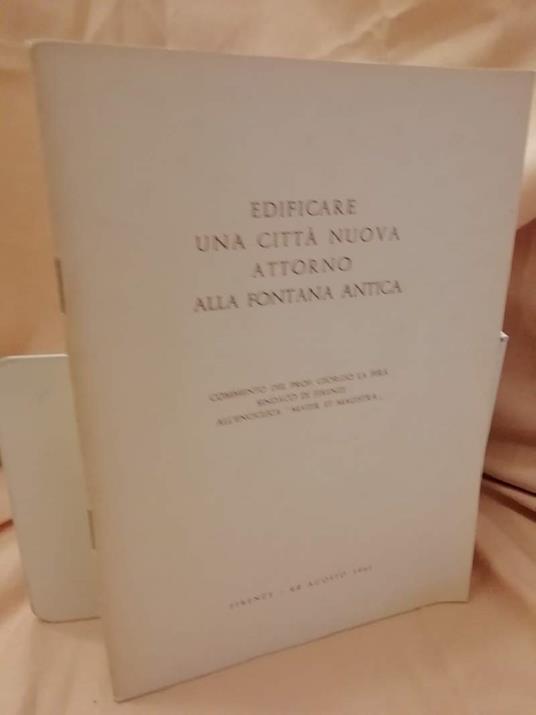 EDIFICARE
UNA CITTÀ NUOVA
ATTORNO
ALLA FONTANA ANTICA
COMMENTO DEL PROF. GIORGIO LA PIRA
SINDACO DI FIRENZE
ALL'ENCICLICA "MATER ET MAGISTRA„
FIRENZE - AGOSTO 1961